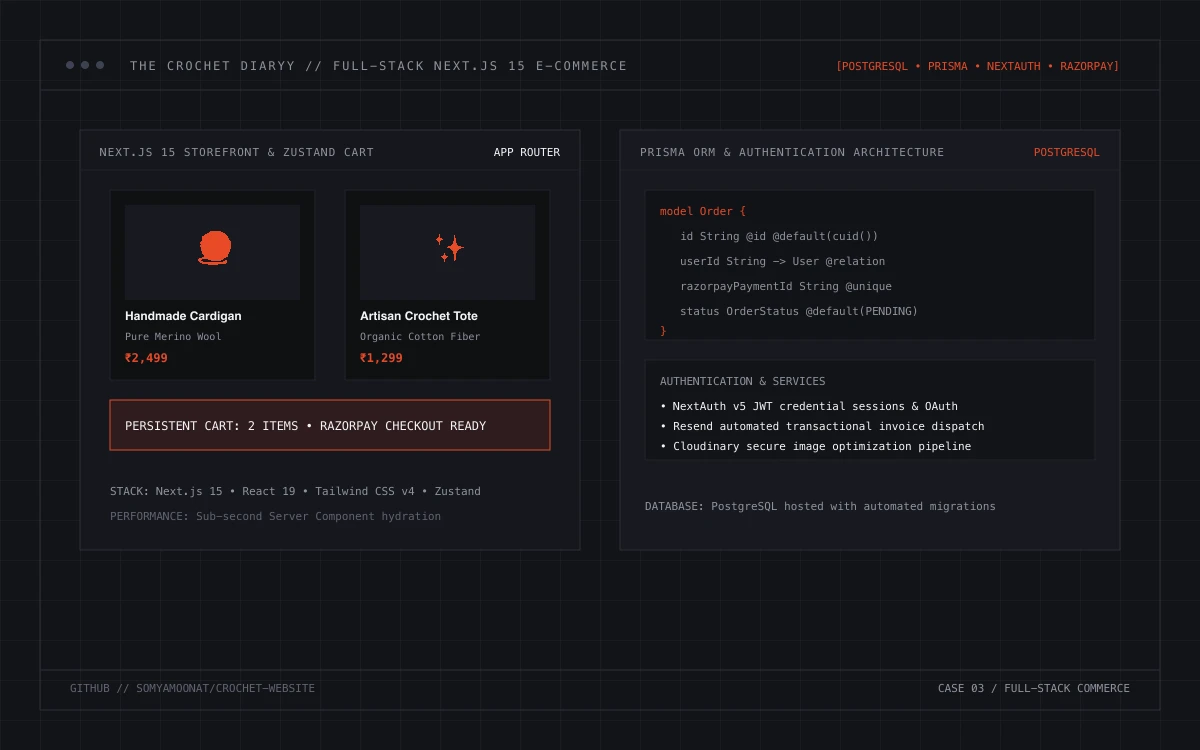 THE CROCHET DIARYY // FULL-STACK NEXT.JS 15 E-COMMERCE
[POSTGRESQL • PRISMA • NEXTAUTH • RAZORPAY]
NEXT.JS 15 STOREFRONT & ZUSTAND CART
APP ROUTER
Handmade Cardigan
Pure Merino Wool
₹2,499
Artisan Crochet Tote
Organic Cotton Fiber
₹1,299
PERSISTENT CART: 2 ITEMS • RAZORPAY CHECKOUT READY
STACK: Next.js 15 • React 19 • Tailwind CSS v4 • Zustand
PERFORMANCE: Sub-second Server Component hydration
PRISMA ORM & AUTHENTICATION ARCHITECTURE
POSTGRESQL
model Order {
id String @id @default(cuid())
userId String -> User @relation
razorpayPaymentId String @unique
status OrderStatus @default(PENDING)
}
AUTHENTICATION & SERVICES
• NextAuth v5 JWT credential sessions & OAuth
• Resend automated transactional invoice dispatch
• Cloudinary secure image optimization pipeline
DATABASE: PostgreSQL hosted with automated migrations
GITHUB // SOMYAMOONAT/CROCHET-WEBSITE
CASE 03 / FULL-STACK COMMERCE